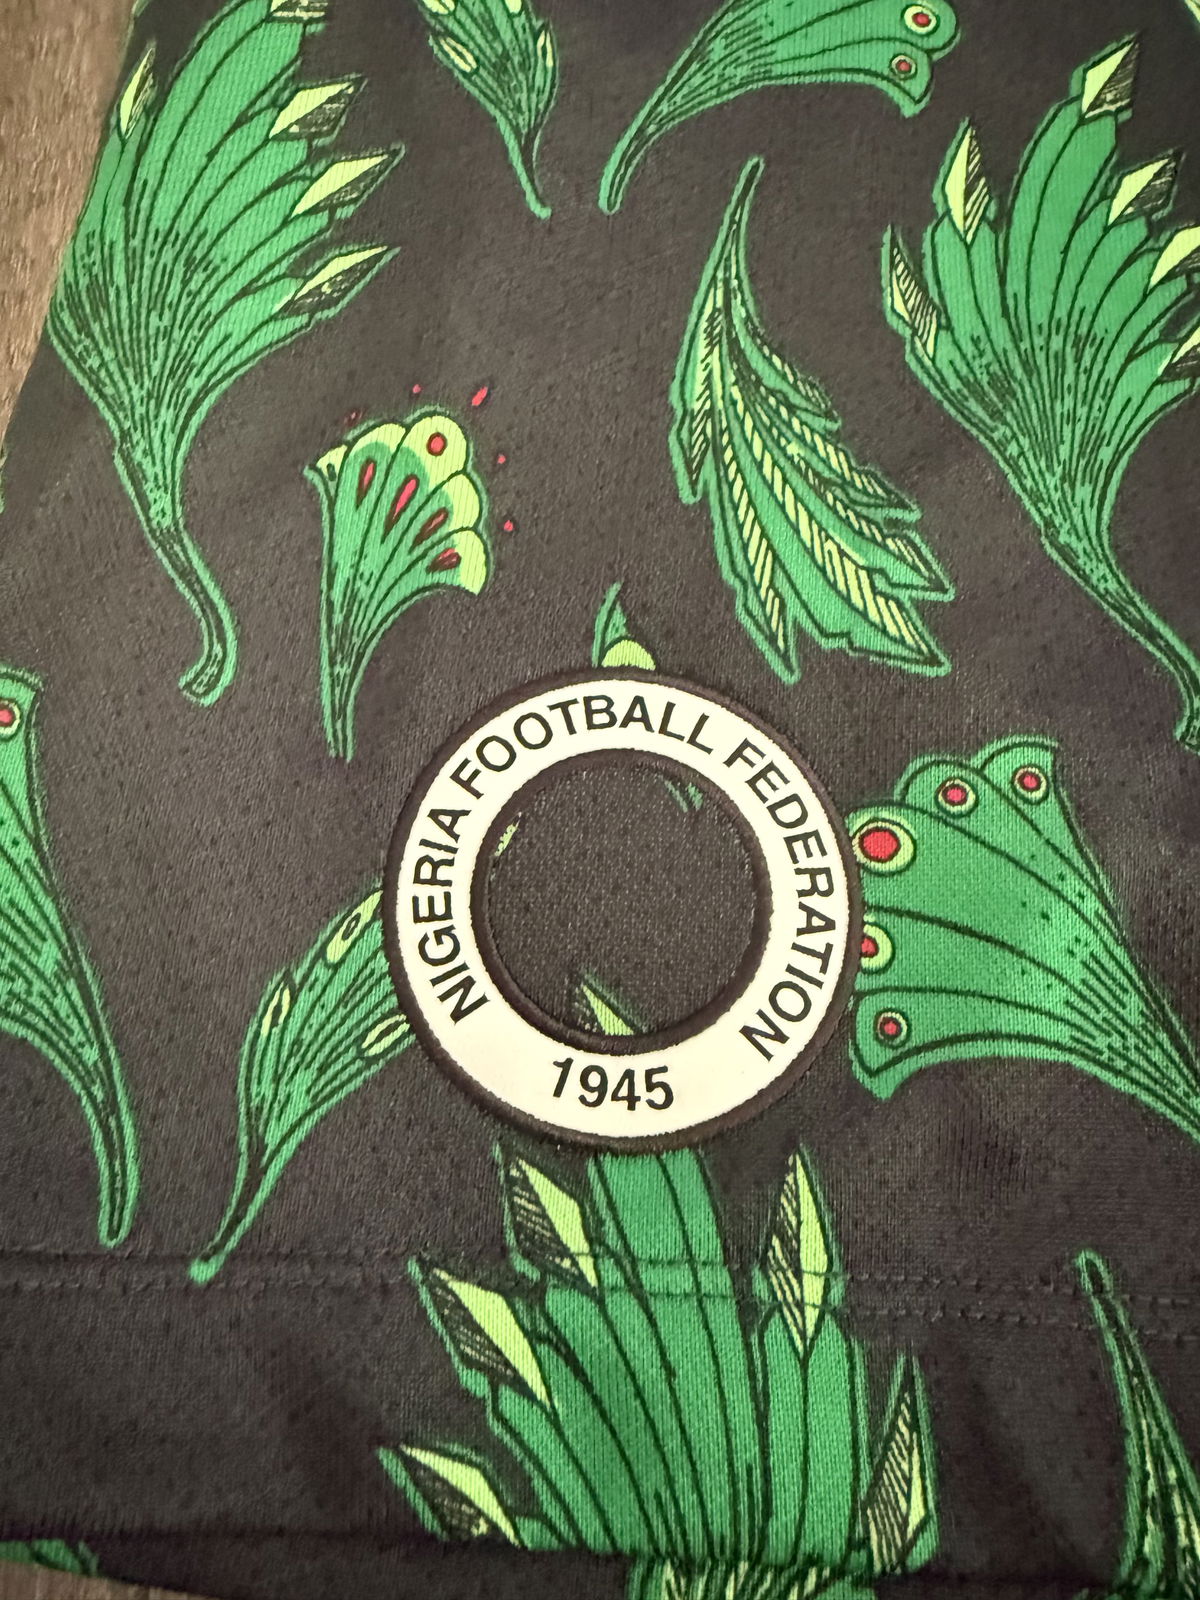 NIGERIA FOOTBALL FEDERATION
1945